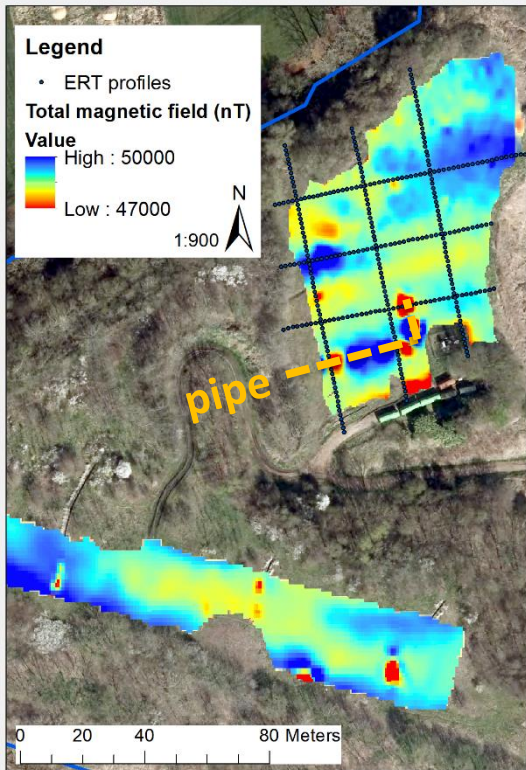 Legend
ERT profiles
Total magnetic field (nT)
Value
High : 50000
Low : 47000
N
1:900
pipe
0 20 40 80 Meters